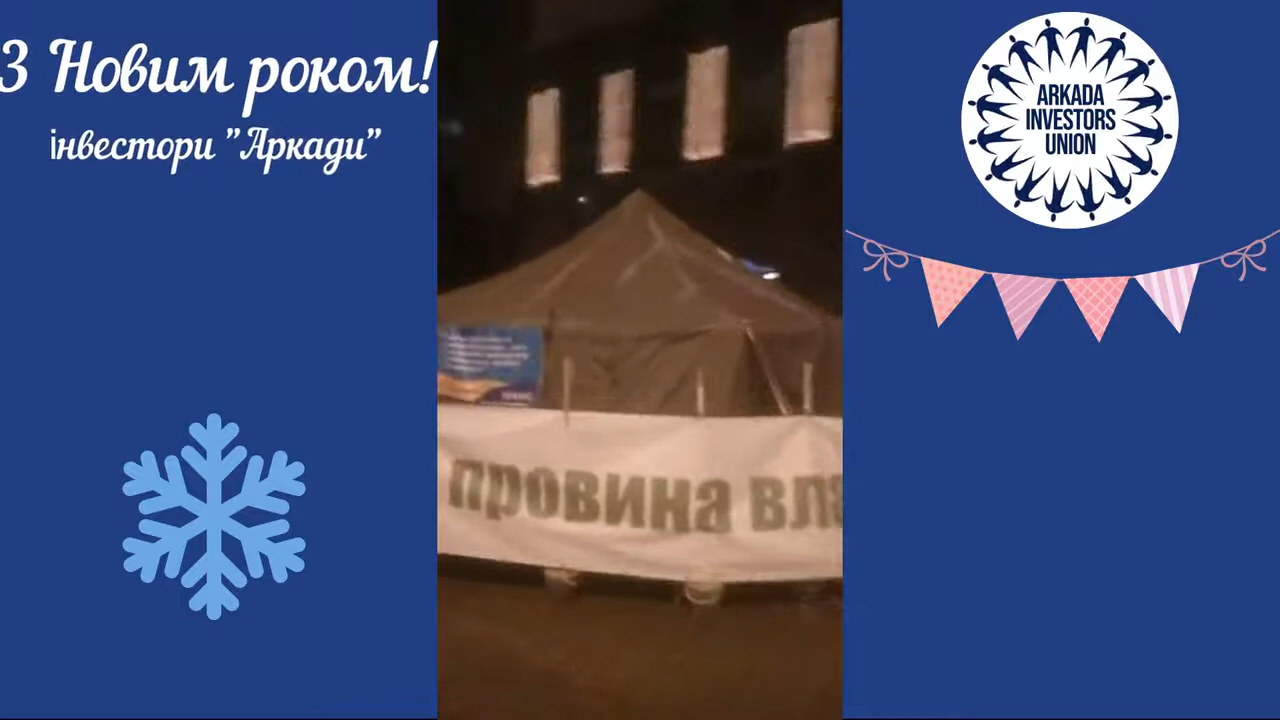 З Новим роком!
інвестори "Аркади"
ARKADA
INVESTORS
UNION
провина вла